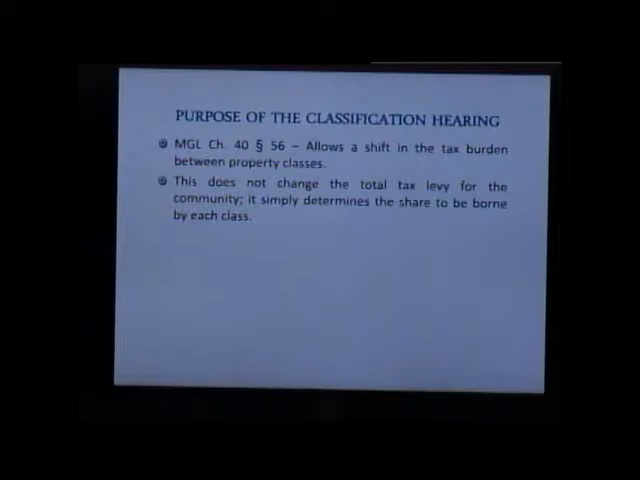 PURPOSE OF THE CLASSIFICATION HEARING
MGL Ch. 40 § 56 – Allows a shift in the tax burden
between property classes.
This does not change the total tax levy for the
community; it simply determines the share to be borne
by each class.